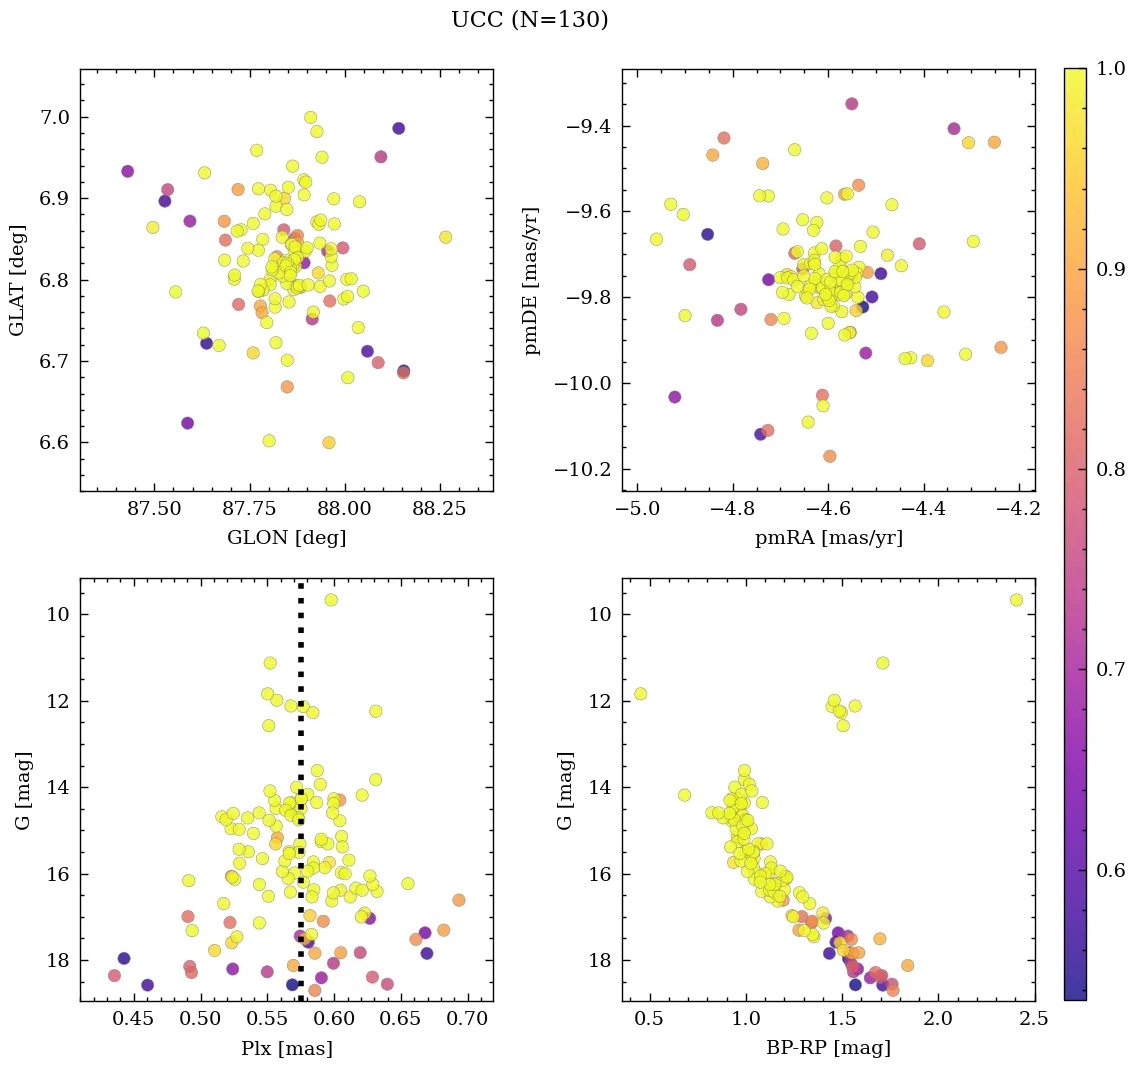 UCC (N=130)
7.0
6.9
6.8
6.7
6.6
GLAT [deg]
87.50 87.75 88.00 88.25
GLON [deg]
−9.4
−9.6
−9.8
−10.0
−10.2
pmDE [mas/yr]
−5.0 −4.8 −4.6 −4.4 −4.2
pmRA [mas/yr]
10
12
14
16
18
G [mag]
0.45 0.50 0.55 0.60 0.65 0.70
Plx [mas]
10
12
14
16
18
G [mag]
0.5 1.0 1.5 2.0 2.5
BP-RP [mag]
1.0
0.9
0.8
0.7
0.6